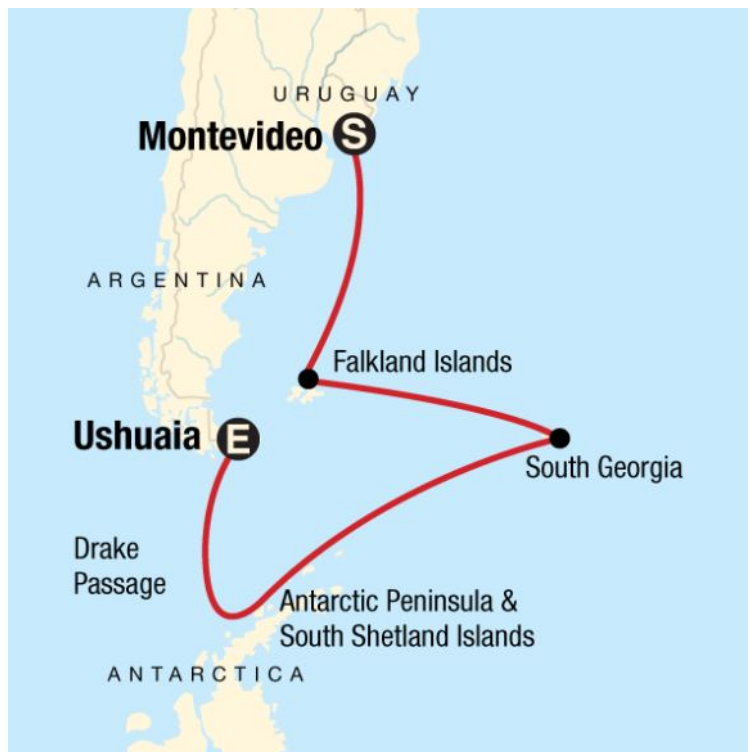 URUGUAY
Montevideo S
ARGENTINA
Falkland Islands
Ushuaia E
South Georgia
Drake
Passage
Antarctic Peninsula &
South Shetland Islands
ANTARCTICA